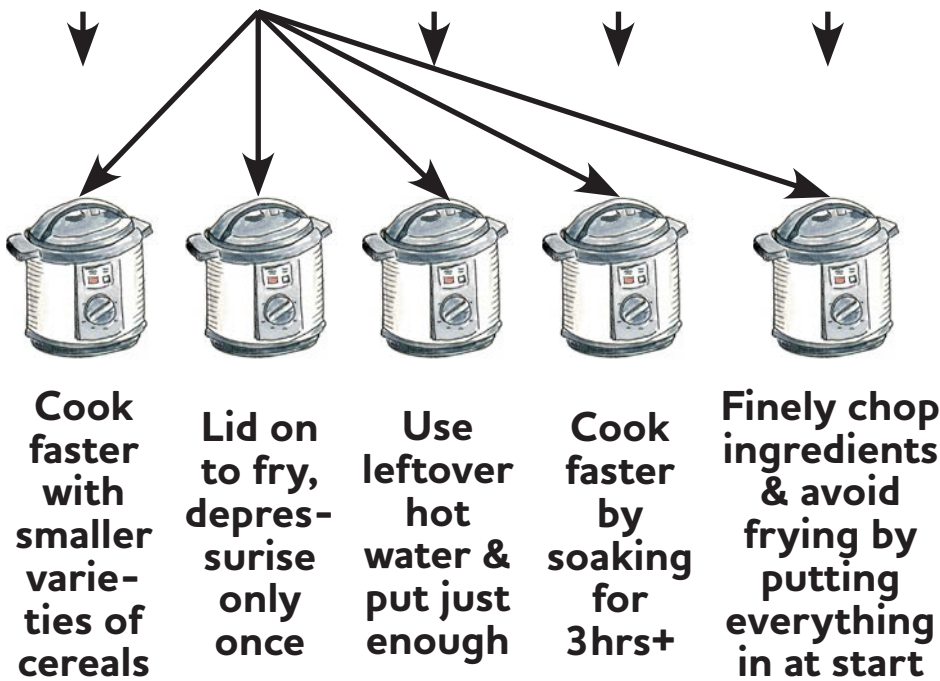 Cook
faster
with
smaller
varie-
ties of
cereals
Lid on
to fry,
depres-
surise
only
once
Use
leftover
hot
water &
put just
enough
Cook
faster
by
soaking
for
3hrs+
Finely chop
ingredients
& avoid
frying by
putting
everything
in at start